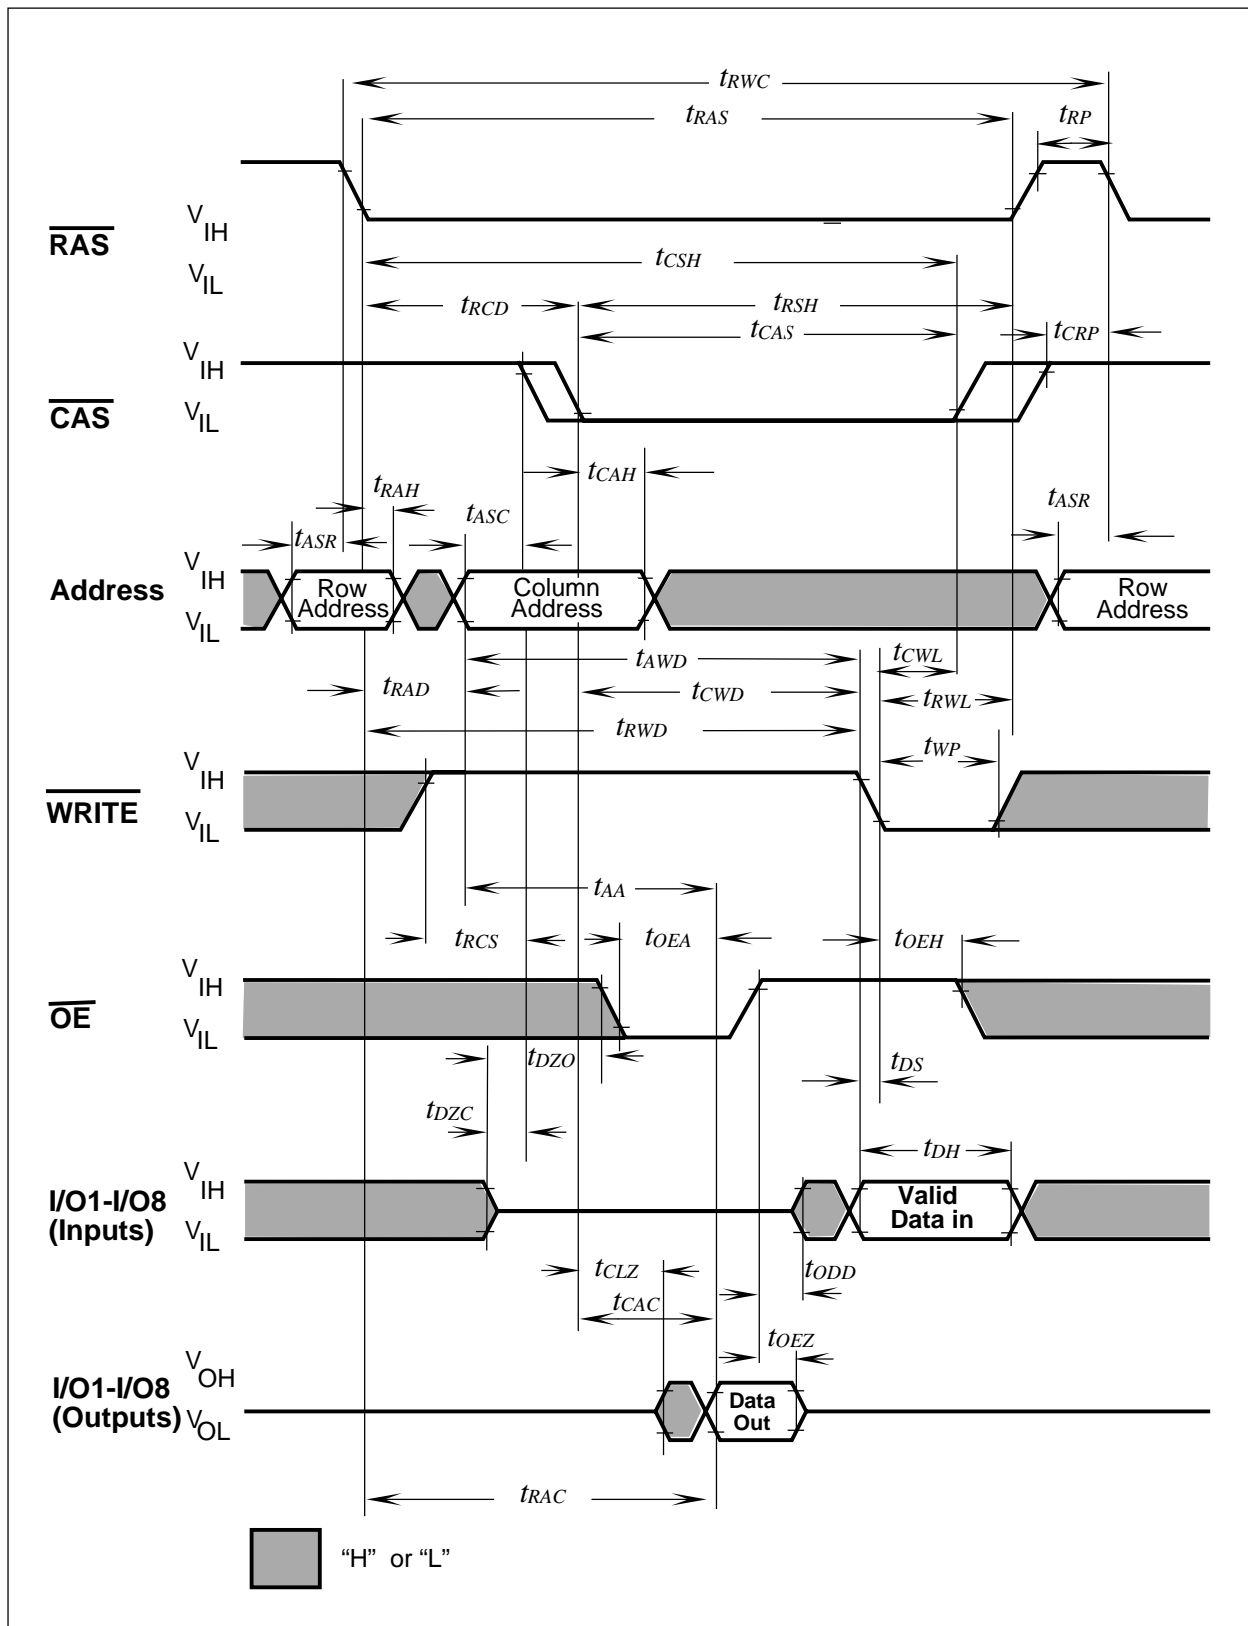 tRWC
tRAS
tRP
RAS
VIH
VIL
tCSH
tRCD
tRSH
tCAS
tCRP
CAS
VIH
VIL
tCAH
tRAH
tASC
tASR
tASR
Address
VIH
VIL
Row
Address
Column
Address
Row
Address
tAWD
tCWL
tRAD
tCWD
tRWL
tRWD
tWP
WRITE
VIH
VIL
tAA
tRCS
tOEA
tOEH
OE
VIH
VIL
tDZO
tDS
tDZC
tDH
I/O1-I/O8
(Inputs)
VIH
VIL
Valid
Data in
tCLZ
tODD
tCAC
tOEZ
I/O1-I/O8
(Outputs)
VOH
VOL
Data
Out
tRAC
“H” or “L”